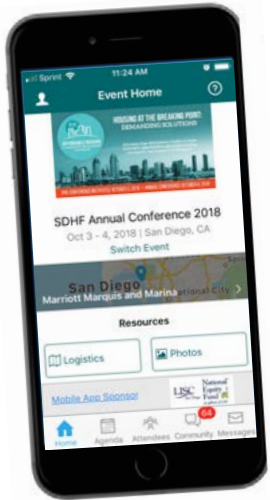 Sprint
11:24 AM
Event Home
?
HOUSING AT THE BREAKING POINT:
DEMANDING SOLUTIONS
SDHF Annual Conference 2018
Oct 3 - 4, 2018 | San Diego, CA
Switch Event
San Diego
National City
Marriott Marquis and Marina
Resources
Logistics
Photos
Mobile App Sponsor
LISC
National
Equity
Fund
64
Home
Agenda
Attendees
Community
Messages